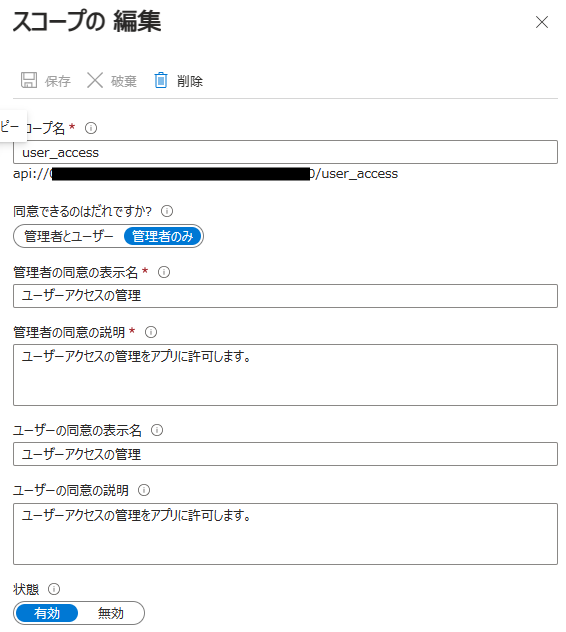 スコープの 編集
保存 破棄 削除
ピー
コープ名 *
user_access
api://0 0/user_access
同意できるのはだれですか?
管理者とユーザー 管理者のみ
管理者の同意の表示名 *
ユーザーアクセスの管理
管理者の同意の説明 *
ユーザーアクセスの管理をアプリに許可します。
ユーザーの同意の表示名
ユーザーアクセスの管理
ユーザーの同意の説明
ユーザーアクセスの管理をアプリに許可します。
状態
有効 無効